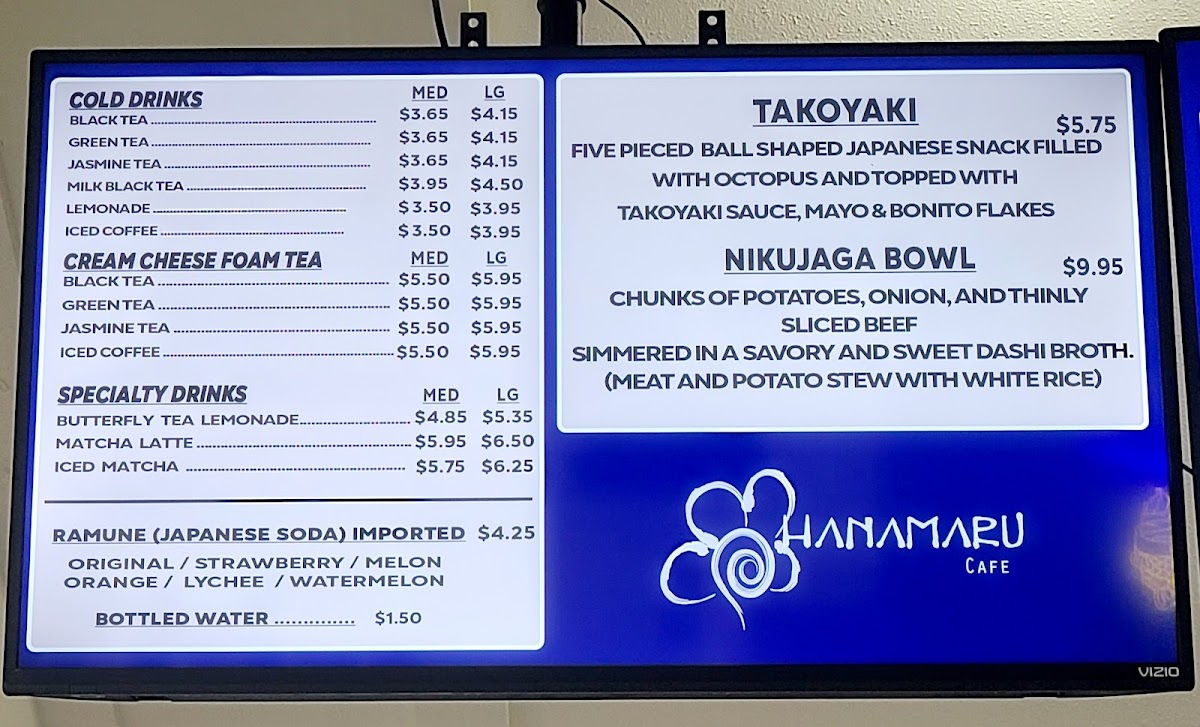 COLD DRINKS MED LG
BLACK TEA $3.65 $4.15
GREEN TEA $3.65 $4.15
JASMINE TEA $3.65 $4.15
MILK BLACK TEA $3.95 $4.50
LEMONADE $3.50 $3.95
ICED COFFEE $3.50 $3.95
CREAM CHEESE FOAM TEA MED LG
BLACK TEA $5.50 $5.95
GREEN TEA $5.50 $5.95
JASMINE TEA $5.50 $5.95
ICED COFFEE $5.50 $5.95
SPECIALTY DRINKS MED LG
BUTTERFLY TEA LEMONADE $4.85 $5.35
MATCHA LATTE $5.95 $6.50
ICED MATCHA $5.75 $6.25
RAMUNE (JAPANESE SODA) IMPORTED $4.25
ORIGINAL / STRAWBERRY / MELON
ORANGE / LYCHEE / WATERMELON
BOTTLED WATER .............. $1.50
TAKOYAKI $5.75
FIVE PIECED BALL SHAPED JAPANESE SNACK FILLED
WITH OCTOPUS AND TOPPED WITH
TAKOYAKI SAUCE, MAYO & BONITO FLAKES
NIKUJAGA BOWL $9.95
CHUNKS OF POTATOES, ONION, AND THINLY
SLICED BEEF
SIMMERED IN A SAVORY AND SWEET DASHI BROTH.
(MEAT AND POTATO STEW WITH WHITE RICE)
HANAMARU
CAFE
VIZIO